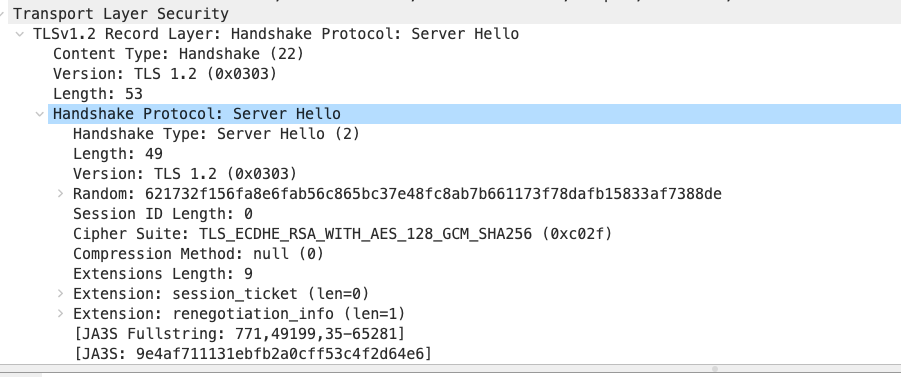 Transport Layer Security
TLSv1.2 Record Layer: Handshake Protocol: Server Hello
Content Type: Handshake (22)
Version: TLS 1.2 (0x0303)
Length: 53
Handshake Protocol: Server Hello
Handshake Type: Server Hello (2)
Length: 49
Version: TLS 1.2 (0x0303)
Random: 621732f156fa8e6fab56c865bc37e48fc8ab7b661173f78dafb15833af7388de
Session ID Length: 0
Cipher Suite: TLS_ECDHE_RSA_WITH_AES_128_GCM_SHA256 (0xc02f)
Compression Method: null (0)
Extensions Length: 9
Extension: session_ticket (len=0)
Extension: renegotiation_info (len=1)
[JA3S Fullstring: 771,49199,35-65281]
[JA3S: 9e4af711131ebfb2a0cff53c4f2d64e6]